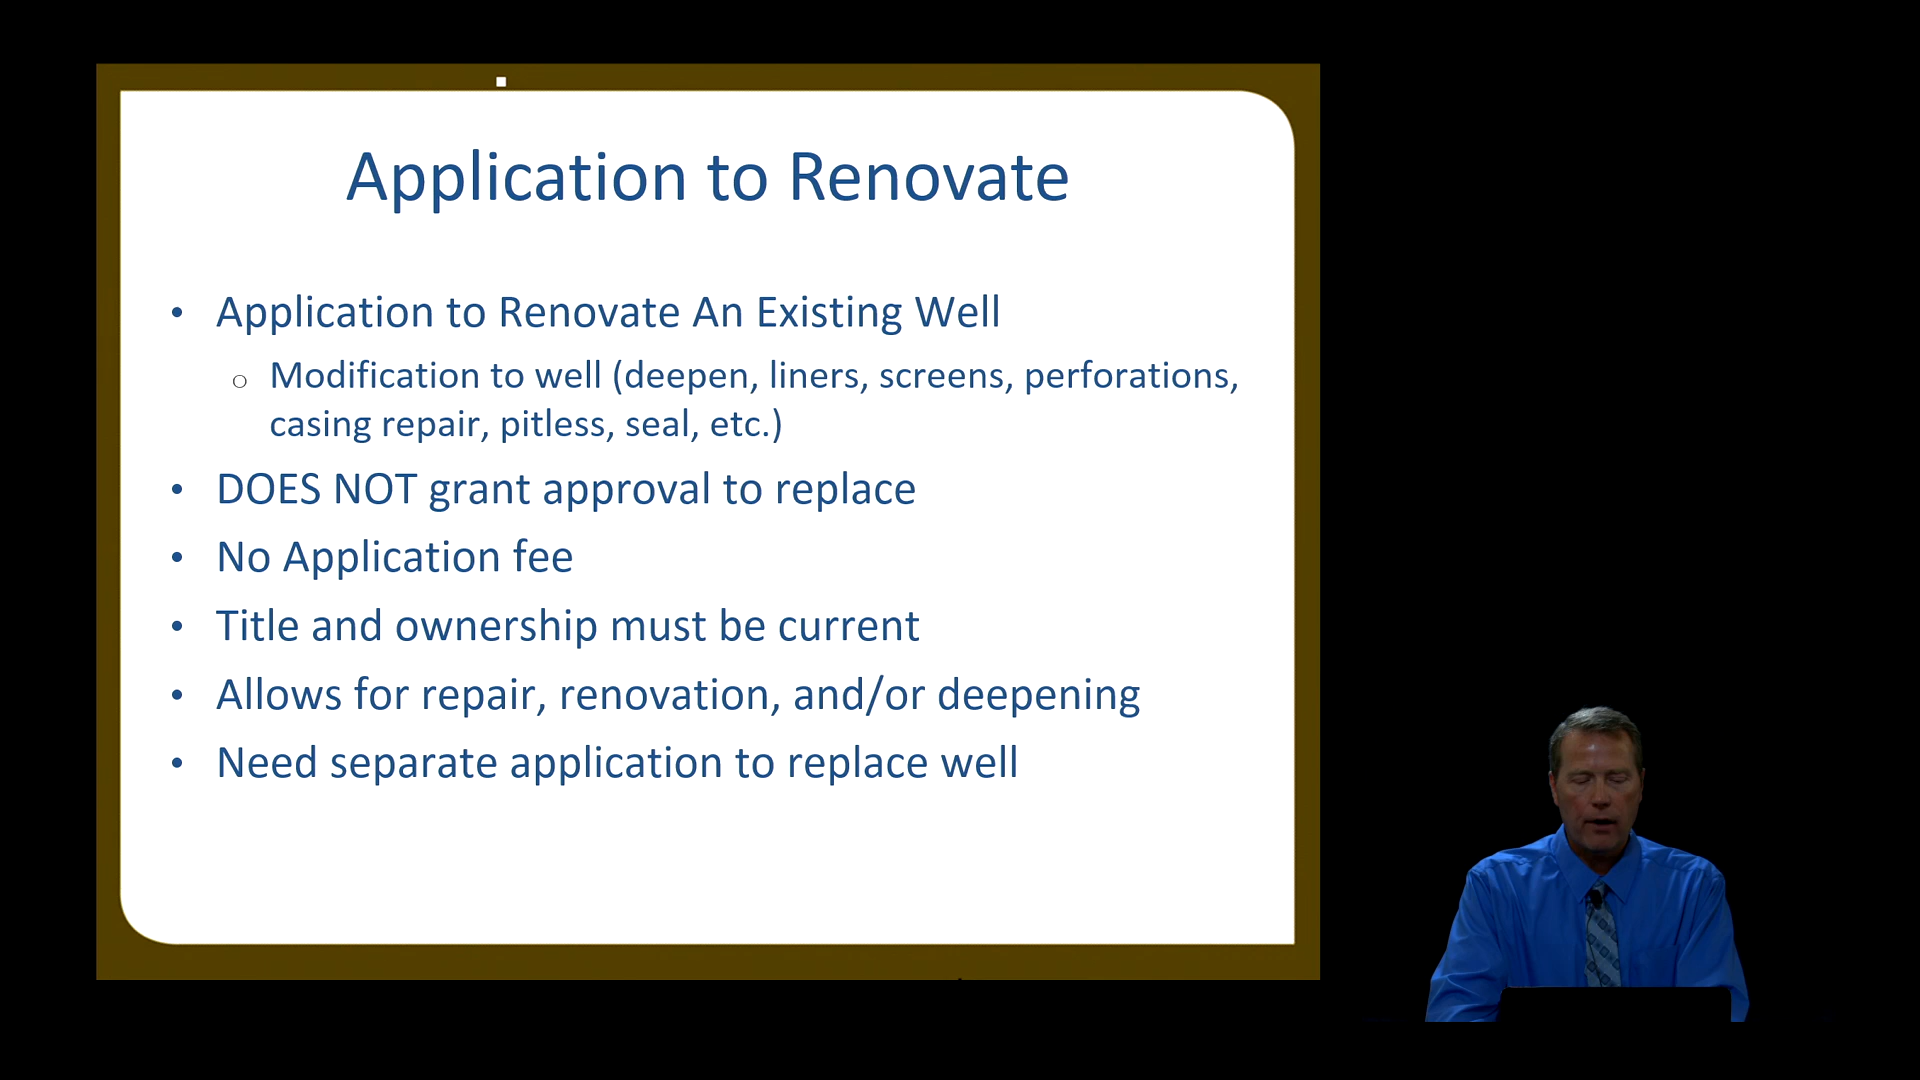 Application to Renovate
• Application to Renovate An Existing Well
○ Modification to well (deepen, liners, screens, perforations,
casing repair, pitless, seal, etc.)
• DOES NOT grant approval to replace
• No Application fee
• Title and ownership must be current
• Allows for repair, renovation, and/or deepening
• Need separate application to replace well